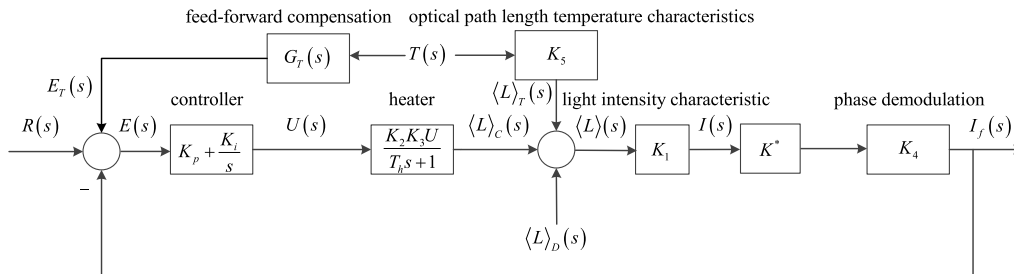 feed-forward compensation optical path length temperature characteristics
G_T(s) T(s) K_5
E_T(s) ⟨L⟩_T(s)
controller heater light intensity characteristic phase demodulation
R(s) E(s) U(s) ⟨L⟩_C(s) ⟨L⟩(s) I(s) I_f(s)
K_p + K_i/s K_2K_3U/(T_hs+1) K_1 K^* K_4
−
⟨L⟩_D(s)